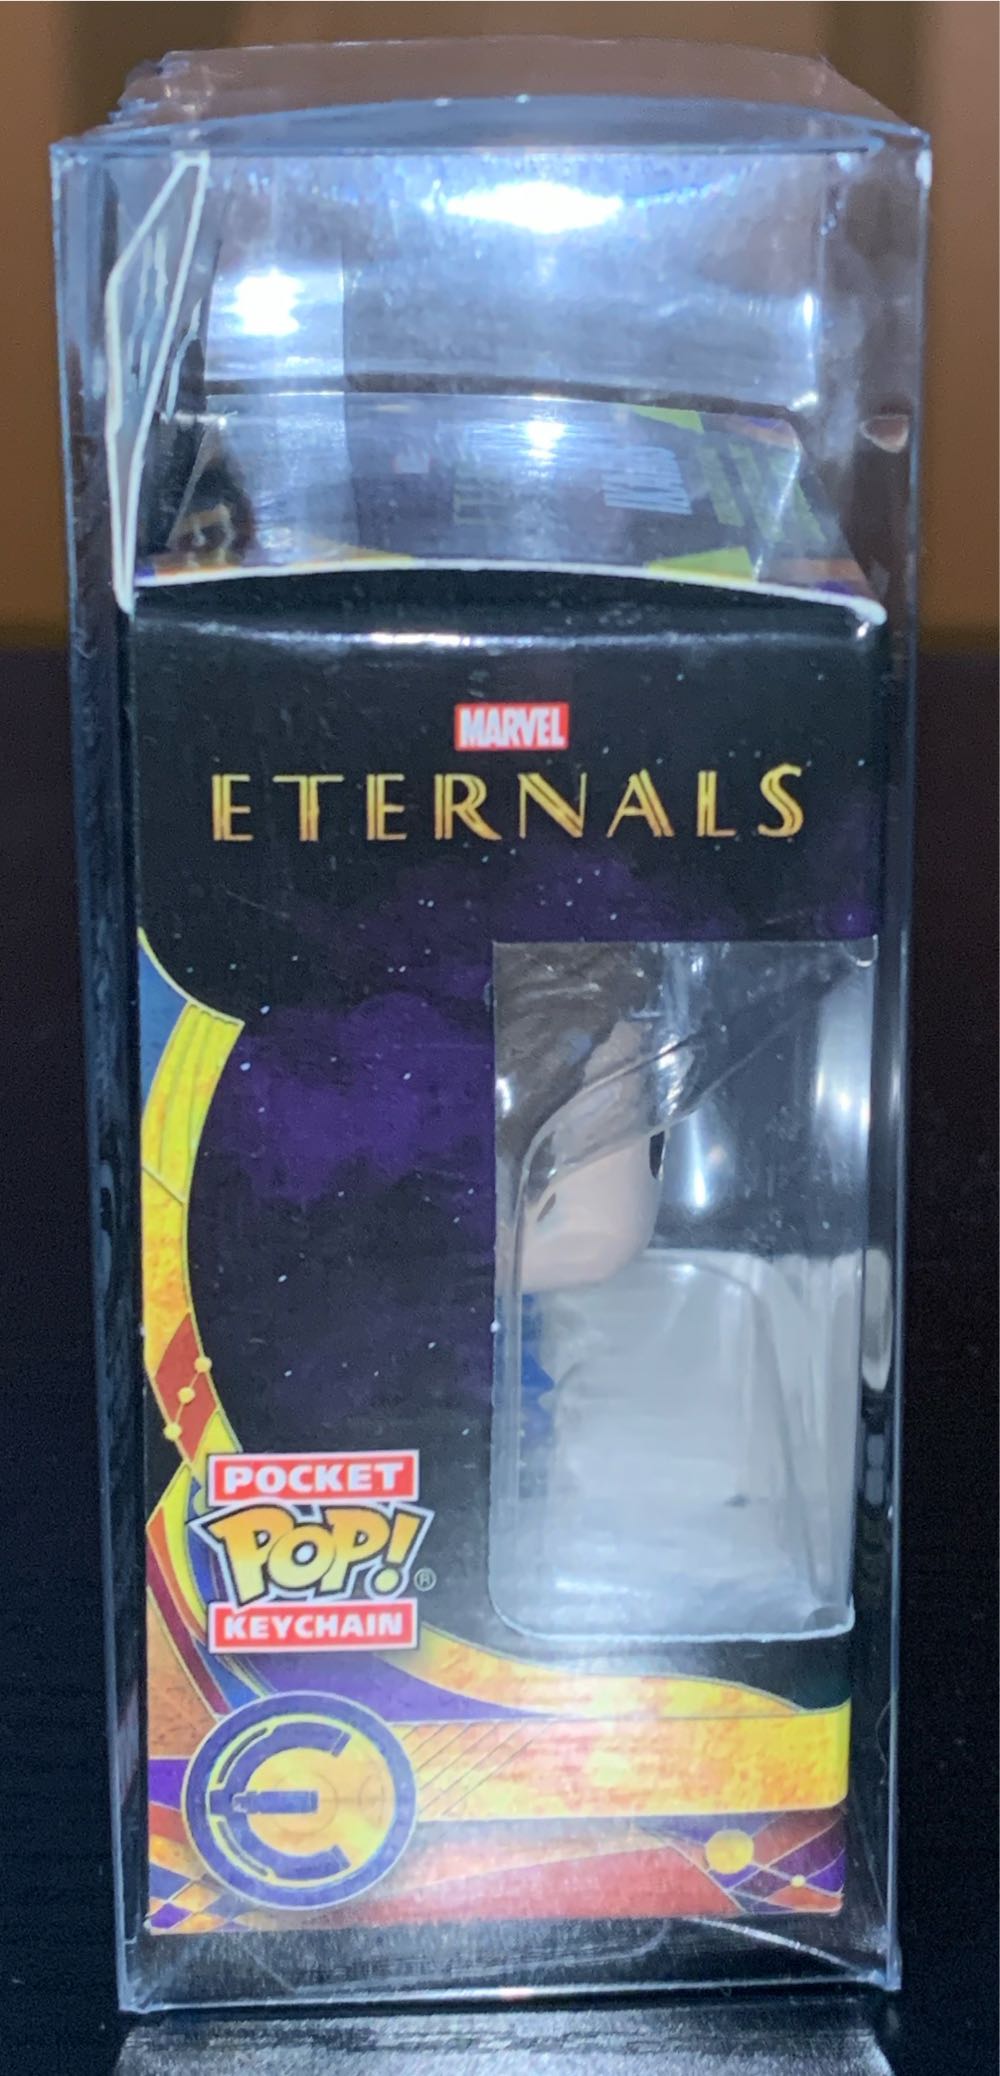 MARVEL
ETERNALS
POCKET
POP!®
KEYCHAIN